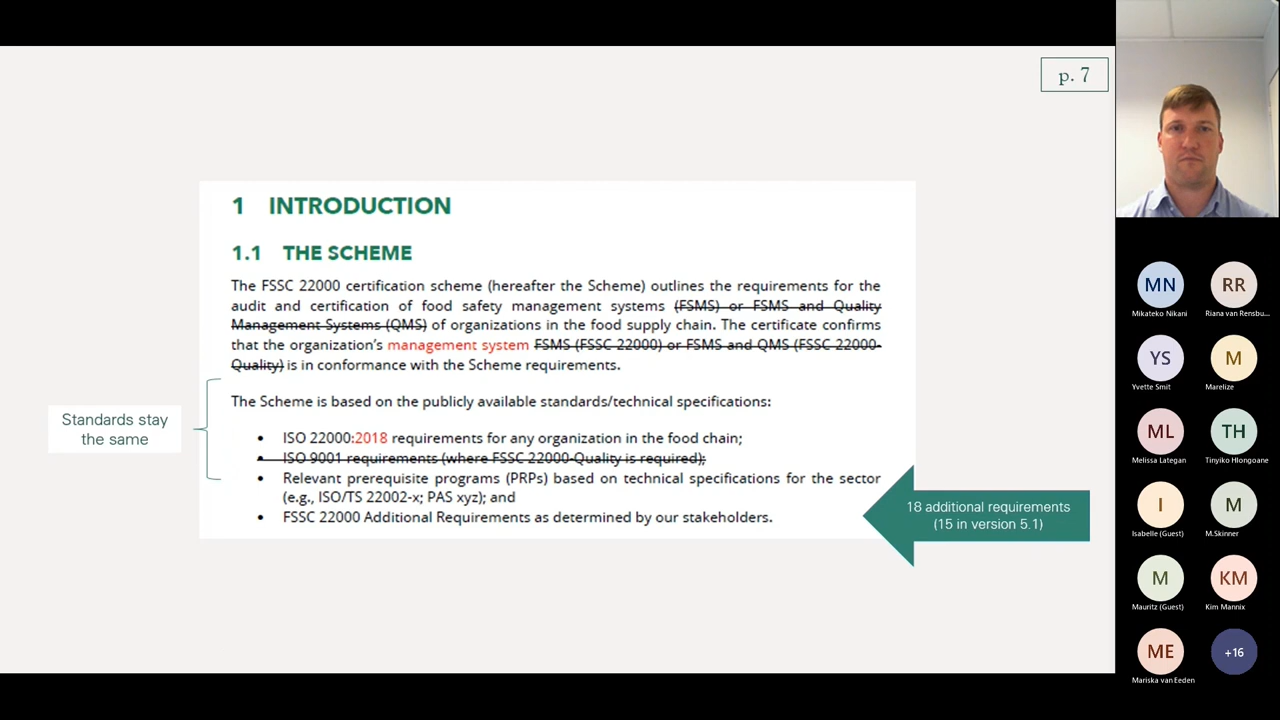 p. 7
1 INTRODUCTION
1.1 THE SCHEME
The FSSC 22000 certification scheme (hereafter the Scheme) outlines the requirements for the
audit and certification of food safety management systems (FSMS) or FSMS and Quality
Management Systems (QMS) of organizations in the food supply chain. The certificate confirms
that the organization's management system FSMS (FSSC 22000) or FSMS and QMS (FSSC 22000-
Quality) is in conformance with the Scheme requirements.
The Scheme is based on the publicly available standards/technical specifications:
Standards stay
the same
• ISO 22000:2018 requirements for any organization in the food chain;
• ISO 9001 requirements (where FSSC 22000-Quality is required);
• Relevant prerequisite programs (PRPs) based on technical specifications for the sector
(e.g., ISO/TS 22002-x; PAS xyz); and
• FSSC 22000 Additional Requirements as determined by our stakeholders.
18 additional requirements
(15 in version 5.1)
MN
Mikateko Nikani
RR
Riana van Rensbu...
YS
Yvette Smit
M
Marelize
ML
Melissa Lategan
TH
Tinyiko Hlongoane
I
Isabelle (Guest)
M
M.Skinner
M
Mauritz (Guest)
KM
Kim Mannix
ME
Mariska van Eeden
+16